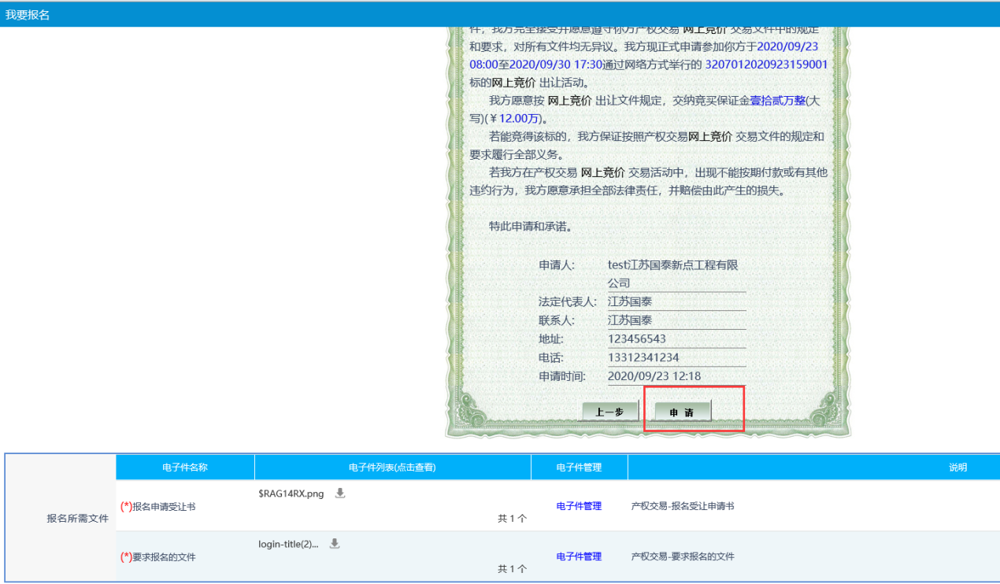 我要报名
件，我方完全接受并愿意遵守你方产权交易 网上竞价 交易文件中的规定
和要求，对所有文件均无异议。我方现正式申请参加你方于2020/09/23
08:00至2020/09/30 17:30通过网络方式举行的 3207012020923159001
标的网上竞价 出让活动。
我方愿意按 网上竞价 出让文件规定，交纳竞买保证金壹拾贰万整(大
写)(￥12.00万)。
若能竞得该标的，我方保证按照产权交易网上竞价 交易文件的规定和
要求履行全部义务。
若我方在产权交易 网上竞价 交易活动中，出现不能按期付款或有其他
违约行为，我方愿意承担全部法律责任，并赔偿由此产生的损失。
特此申请和承诺。
申请人: test江苏国泰新点工程有限
公司
法定代表人: 江苏国泰
联系人: 江苏国泰
地址: 123456543
电话: 13312341234
申请时间: 2020/09/23 12:18
上一步 申 请
电子件名称 电子件列表(点击查看) 电子件管理 说明
报名所需文件
(*)报名申请受让书 $RAG14RX.png 共 1 个 电子件管理 产权交易-报名受让申请书
(*)要求报名的文件 login-title(2)... 共 1 个 电子件管理 产权交易-要求报名的文件